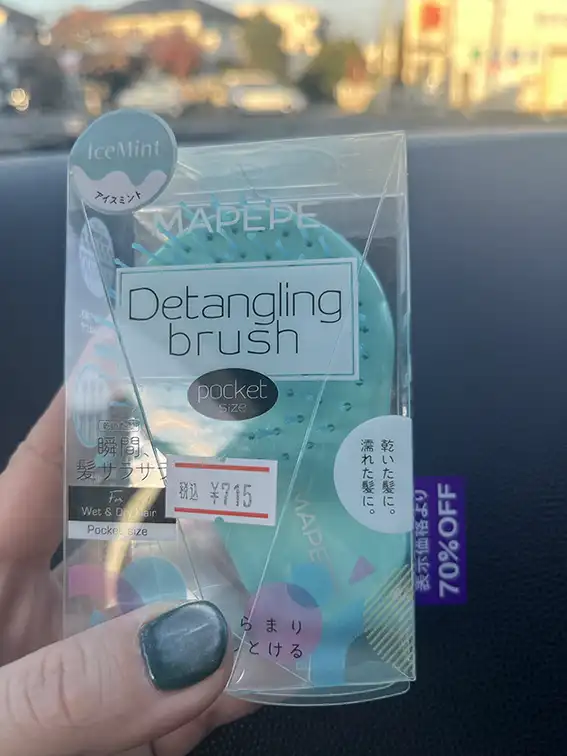 IceMint
アイスミント
MAPEPE
Detangling
brush
pocket
size
瞬間、
髪サラサラ
For
Wet & Dry Hair
Pocket size
税込 ¥715
乾いた髪に。
濡れた髪に。
表示価格より
70%OFF
MAPEPE
らまり
とける